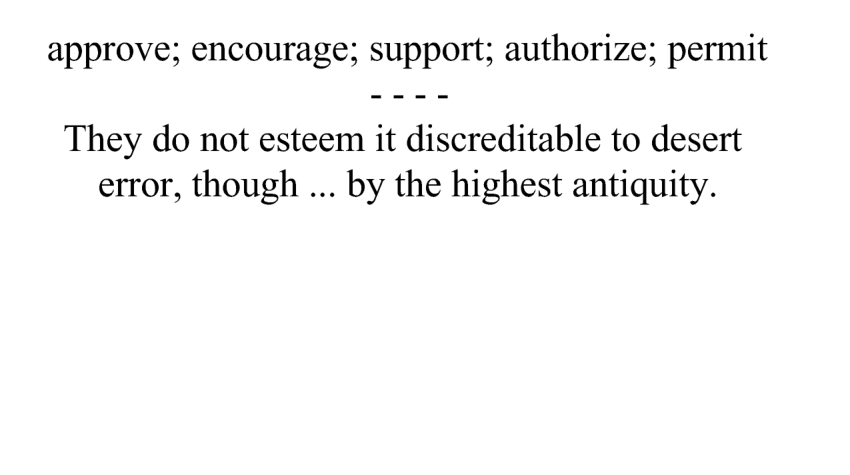 approve; encourage; support; authorize; permit
- - - -
They do not esteem it discreditable to desert
error, though ... by the highest antiquity.